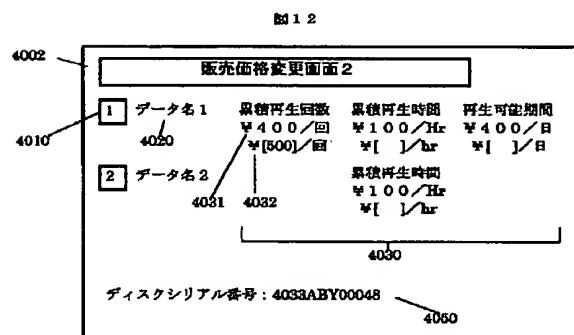 図12
4002
販売価格変更画面2
1 データ名1 累積再生回数 累積再生時間 再生可能期間
4010 4020 ¥400/回 ¥100/Hr ¥400/日
¥[500]/回 ¥[ ]/hr ¥[ ]/日
2 データ名2 累積再生時間
4031 4032 ¥100/Hr
¥[ ]/hr
4030
ディスクシリアル番号:4033ABY00048
4050